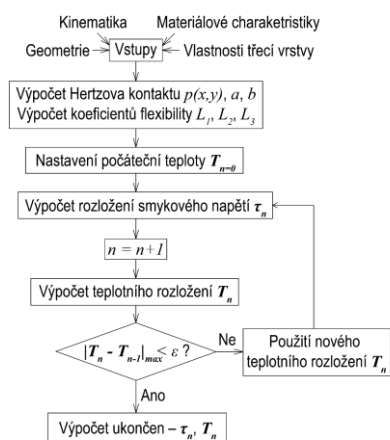 Kinematika
Materiálové charaketristiky
Geometrie
Vstupy
Vlastnosti třecí vrstvy
Výpočet Hertzova kontaktu p(x,y), a, b
Výpočet koeficientů flexibility L₁, L₂, L₃
Nastavení počáteční teploty Tₙ₌₀
Výpočet rozložení smykového napětí τₙ
n = n+1
Výpočet teplotního rozložení Tₙ
|Tₙ - Tₙ₋₁|max < ε ?
Ne
Použití nového
teplotního rozložení Tₙ
Ano
Výpočet ukončen – τₙ, Tₙ